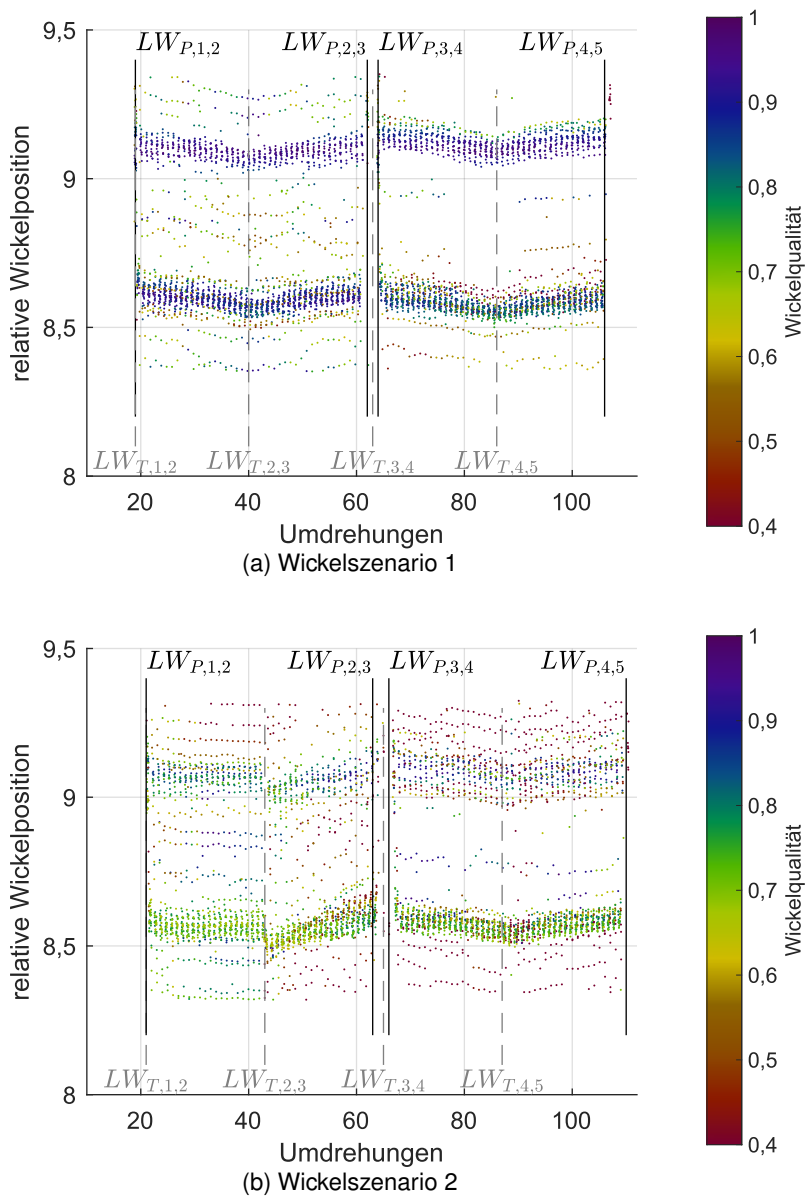 9,5
LW_{P,1,2} LW_{P,2,3} LW_{P,3,4} LW_{P,4,5}
9
8,5
8
relative Wickelposition
LW_{T,1,2} LW_{T,2,3} LW_{T,3,4} LW_{T,4,5}
20 40 60 80 100
Umdrehungen
(a) Wickelszenario 1
1
0,9
0,8
0,7
0,6
0,5
0,4
Wickelqualität
9,5
LW_{P,1,2} LW_{P,2,3} LW_{P,3,4} LW_{P,4,5}
9
8,5
8
relative Wickelposition
LW_{T,1,2} LW_{T,2,3} LW_{T,3,4} LW_{T,4,5}
20 40 60 80 100
Umdrehungen
(b) Wickelszenario 2
1
0,9
0,8
0,7
0,6
0,5
0,4
Wickelqualität